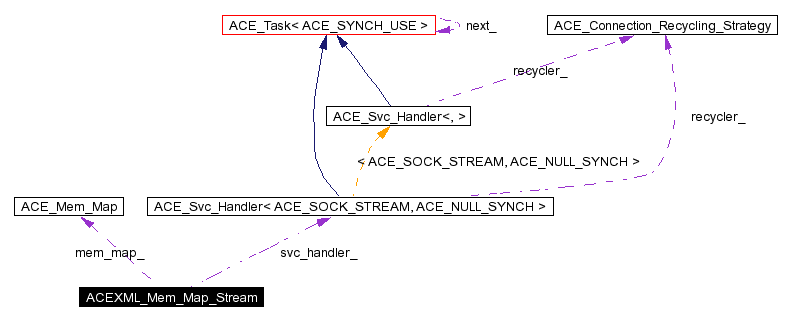 ACE_Task< ACE_SYNCH_USE >
next_
ACE_Connection_Recycling_Strategy
recycler_
ACE_Svc_Handler<, >
recycler_
< ACE_SOCK_STREAM, ACE_NULL_SYNCH >
ACE_Mem_Map
ACE_Svc_Handler< ACE_SOCK_STREAM, ACE_NULL_SYNCH >
mem_map_
svc_handler_
ACEXML_Mem_Map_Stream